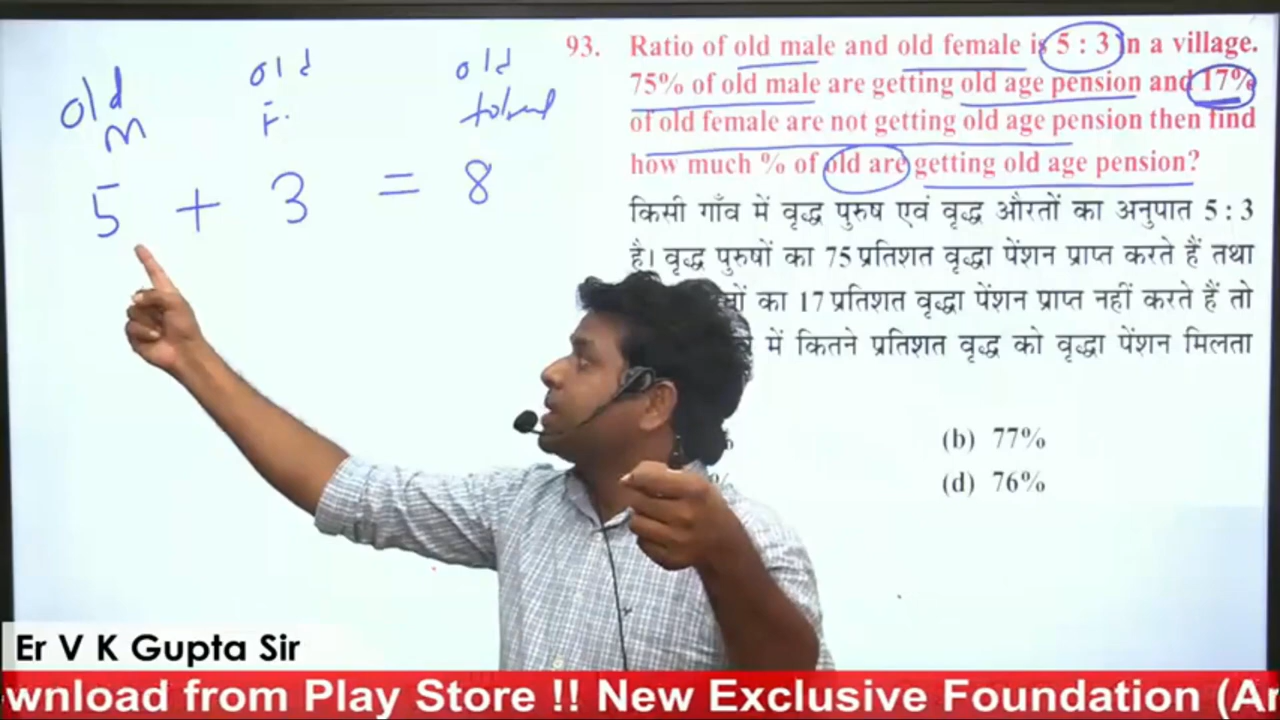 old old old
M F. total
5 + 3 = 8
93. Ratio of old male and old female is 5 : 3 in a village.
75% of old male are getting old age pension and 17%
of old female are not getting old age pension then find
how much % of old are getting old age pension?
किसी गाँव में वृद्ध पुरुष एवं वृद्ध औरतों का अनुपात 5 : 3
है। वृद्ध पुरुषों का 75 प्रतिशत वृद्धा पेंशन प्राप्त करते हैं तथा
का 17 प्रतिशत वृद्धा पेंशन प्राप्त नहीं करते हैं तो
में कितने प्रतिशत वृद्ध को वृद्धा पेंशन मिलता
(b) 77%
(d) 76%
Er V K Gupta Sir
wnload from Play Store !! New Exclusive Foundation (Ar